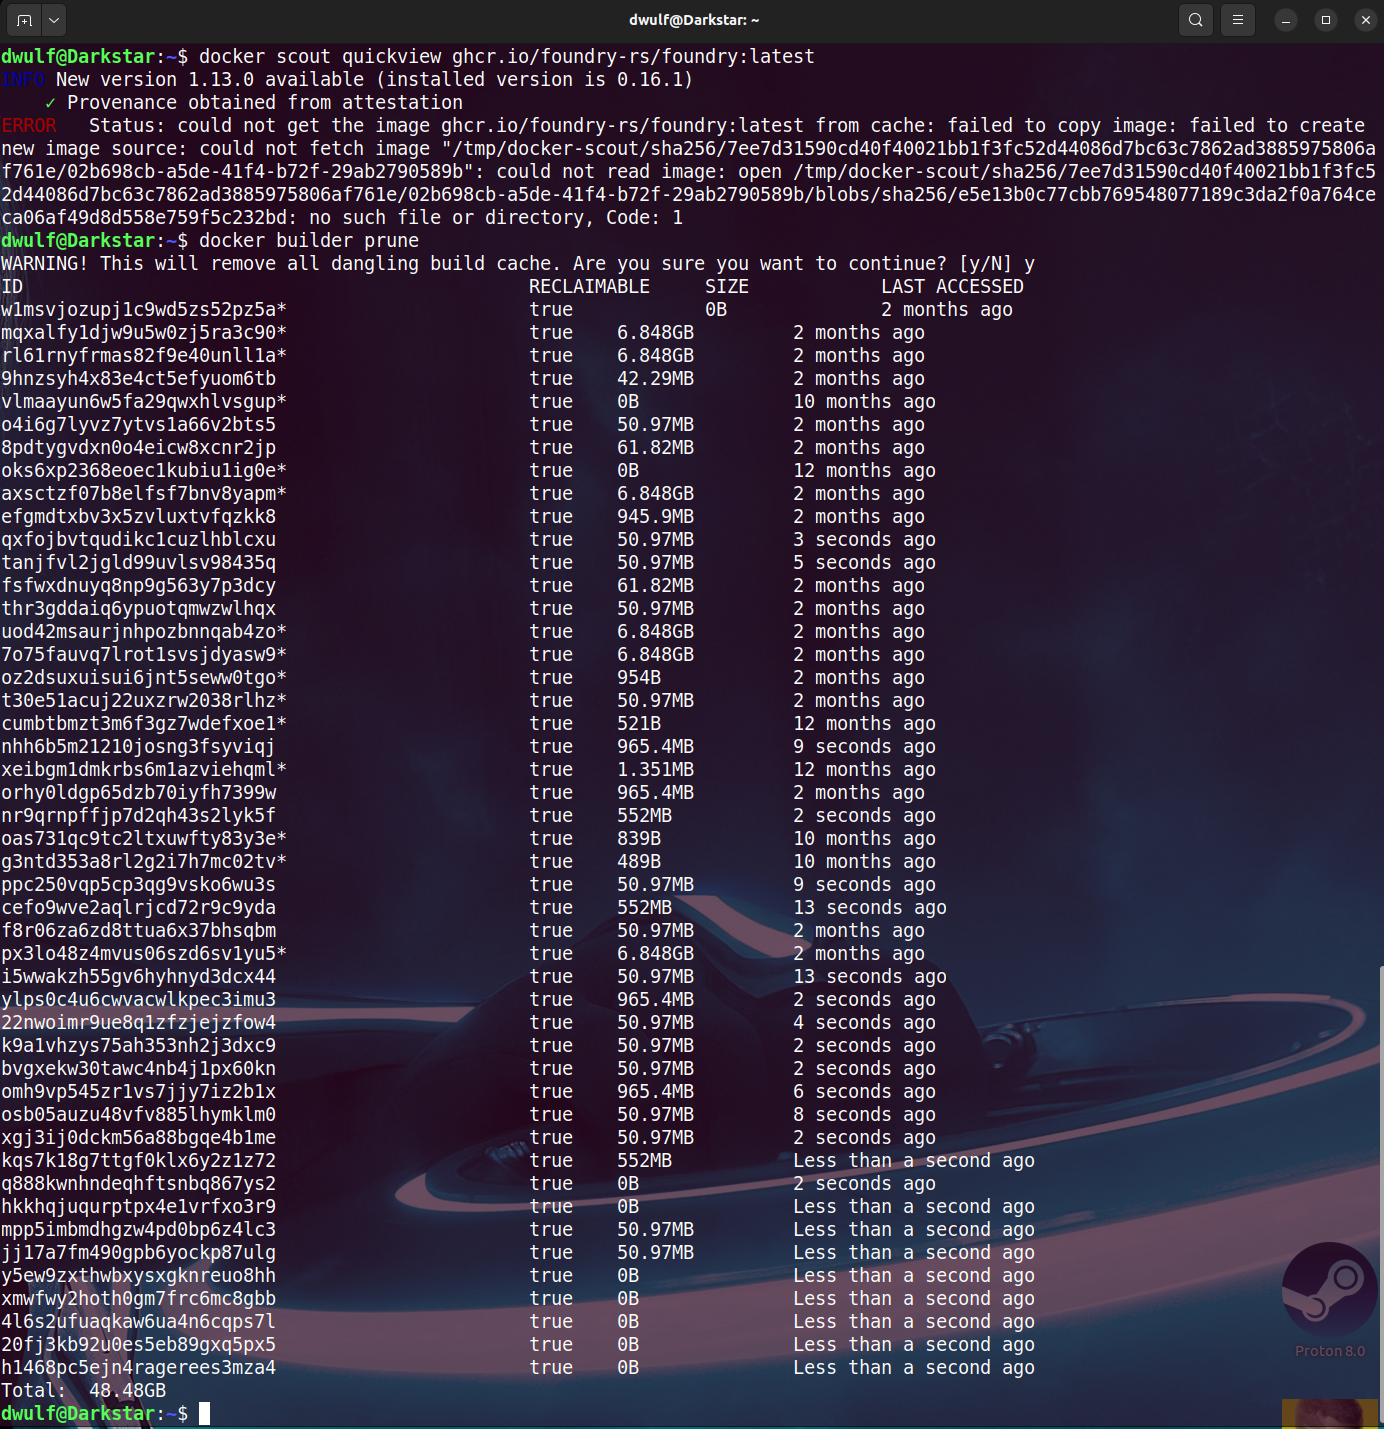 dwulf@Darkstar: ~
dwulf@Darkstar:~$ docker scout quickview ghcr.io/foundry-rs/foundry:latest
INFO New version 1.13.0 available (installed version is 0.16.1)
✓ Provenance obtained from attestation
ERROR Status: could not get the image ghcr.io/foundry-rs/foundry:latest from cache: failed to copy image: failed to create
new image source: could not fetch image "/tmp/docker-scout/sha256/7ee7d31590cd40f40021bb1f3fc52d44086d7bc63c7862ad3885975806a
f761e/02b698cb-a5de-41f4-b72f-29ab2790589b": could not read image: open /tmp/docker-scout/sha256/7ee7d31590cd40f40021bb1f3fc5
2d44086d7bc63c7862ad3885975806af761e/02b698cb-a5de-41f4-b72f-29ab2790589b/blobs/sha256/e5e13b0c77cbb769548077189c3da2f0a764ce
ca06af49d8d558e759f5c232bd: no such file or directory, Code: 1
dwulf@Darkstar:~$ docker builder prune
WARNING! This will remove all dangling build cache. Are you sure you want to continue? [y/N] y
ID RECLAIMABLE SIZE LAST ACCESSED
w1msvjozupj1c9wd5zs52pz5a* true 0B 2 months ago
mqxalfy1djw9u5w0zj5ra3c90* true 6.848GB 2 months ago
rl61rnyfrmas82f9e40unll1a* true 6.848GB 2 months ago
9hnzsyh4x83e4ct5efyuom6tb true 42.29MB 2 months ago
vlmaayun6w5fa29qwxhlvsgup* true 0B 10 months ago
o4i6g7lyvz7ytvs1a66v2bts5 true 50.97MB 2 months ago
8pdtygvdxn0o4eicw8xcnr2jp true 61.82MB 2 months ago
oks6xp2368eoec1kubiu1ig0e* true 0B 12 months ago
axsctzf07b8elfsf7bnv8yapm* true 6.848GB 2 months ago
efgmdtxbv3x5zvluxtvfqzkk8 true 945.9MB 2 months ago
qxfojbvtqudikc1cuzlhblcxu true 50.97MB 3 seconds ago
tanjfvl2jgld99uvlsv98435q true 50.97MB 5 seconds ago
fsfwxdnuyq8np9g563y7p3dcy true 61.82MB 2 months ago
thr3gddaiq6ypuotqmwzwlhqx true 50.97MB 2 months ago
uod42msaurjnhpozbnnqab4zo* true 6.848GB 2 months ago
7o75fauvq7lrot1svsjdyasw9* true 6.848GB 2 months ago
oz2dsuxuisui6jnt5seww0tgo* true 954B 2 months ago
t30e51acuj22uxzrw2038rlhz* true 50.97MB 2 months ago
cumbtbmzt3m6f3gz7wdefxoe1* true 521B 12 months ago
nhh6b5m21210josng3fsyviqj true 965.4MB 9 seconds ago
xeibgm1dmkrbs6m1azviehqml* true 1.351MB 12 months ago
orhy0ldgp65dzb70iyfh7399w true 965.4MB 2 months ago
nr9qrnpffjp7d2qh43s2lyk5f true 552MB 2 seconds ago
oas731qc9tc2ltxuwfty83y3e* true 839B 10 months ago
g3ntd353a8rl2g2i7h7mc02tv* true 489B 10 months ago
ppc250vqp5cp3qg9vsko6wu3s true 50.97MB 9 seconds ago
cefo9wve2aqlrjcd72r9c9yda true 552MB 13 seconds ago
f8r06za6zd8ttua6x37bhsqbm true 50.97MB 2 months ago
px3lo48z4mvus06szd6sv1yu5* true 6.848GB 2 months ago
i5wwakzh55gv6hyhnyd3dcx44 true 50.97MB 13 seconds ago
ylps0c4u6cwvacwlkpec3imu3 true 965.4MB 2 seconds ago
22nwoimr9ue8q1zfzjejzfow4 true 50.97MB 4 seconds ago
k9a1vhzys75ah353nh2j3dxc9 true 50.97MB 2 seconds ago
bvgxekw30tawc4nb4j1px60kn true 50.97MB 2 seconds ago
omh9vp545zr1vs7jjy7iz2b1x true 965.4MB 6 seconds ago
osb05auzu48vfv885lhymklm0 true 50.97MB 8 seconds ago
xgj3ij0dckm56a88bgqe4b1me true 50.97MB 2 seconds ago
kqs7k18g7ttgf0klx6y2z1z72 true 552MB Less than a second ago
q888kwnhndeqhftsnbq867ys2 true 0B 2 seconds ago
hkkhqjuqurptpx4e1vrfxo3r9 true 0B Less than a second ago
mpp5imbmdhgzw4pd0bp6z4lc3 true 50.97MB Less than a second ago
jj17a7fm490gpb6yockp87ulg true 50.97MB Less than a second ago
y5ew9zxthwbxysxgknreuo8hh true 0B Less than a second ago
xmwfwy2hoth0gm7frc6mc8gbb true 0B Less than a second ago
4l6s2ufuaqkaw6ua4n6cqps7l true 0B Less than a second ago
20fj3kb92u0es5eb89gxq5px5 true 0B Less than a second ago
h1468pc5ejn4ragerees3mza4 true 0B Less than a second ago
Proton 8.0
Total: 48.48GB
dwulf@Darkstar:~$